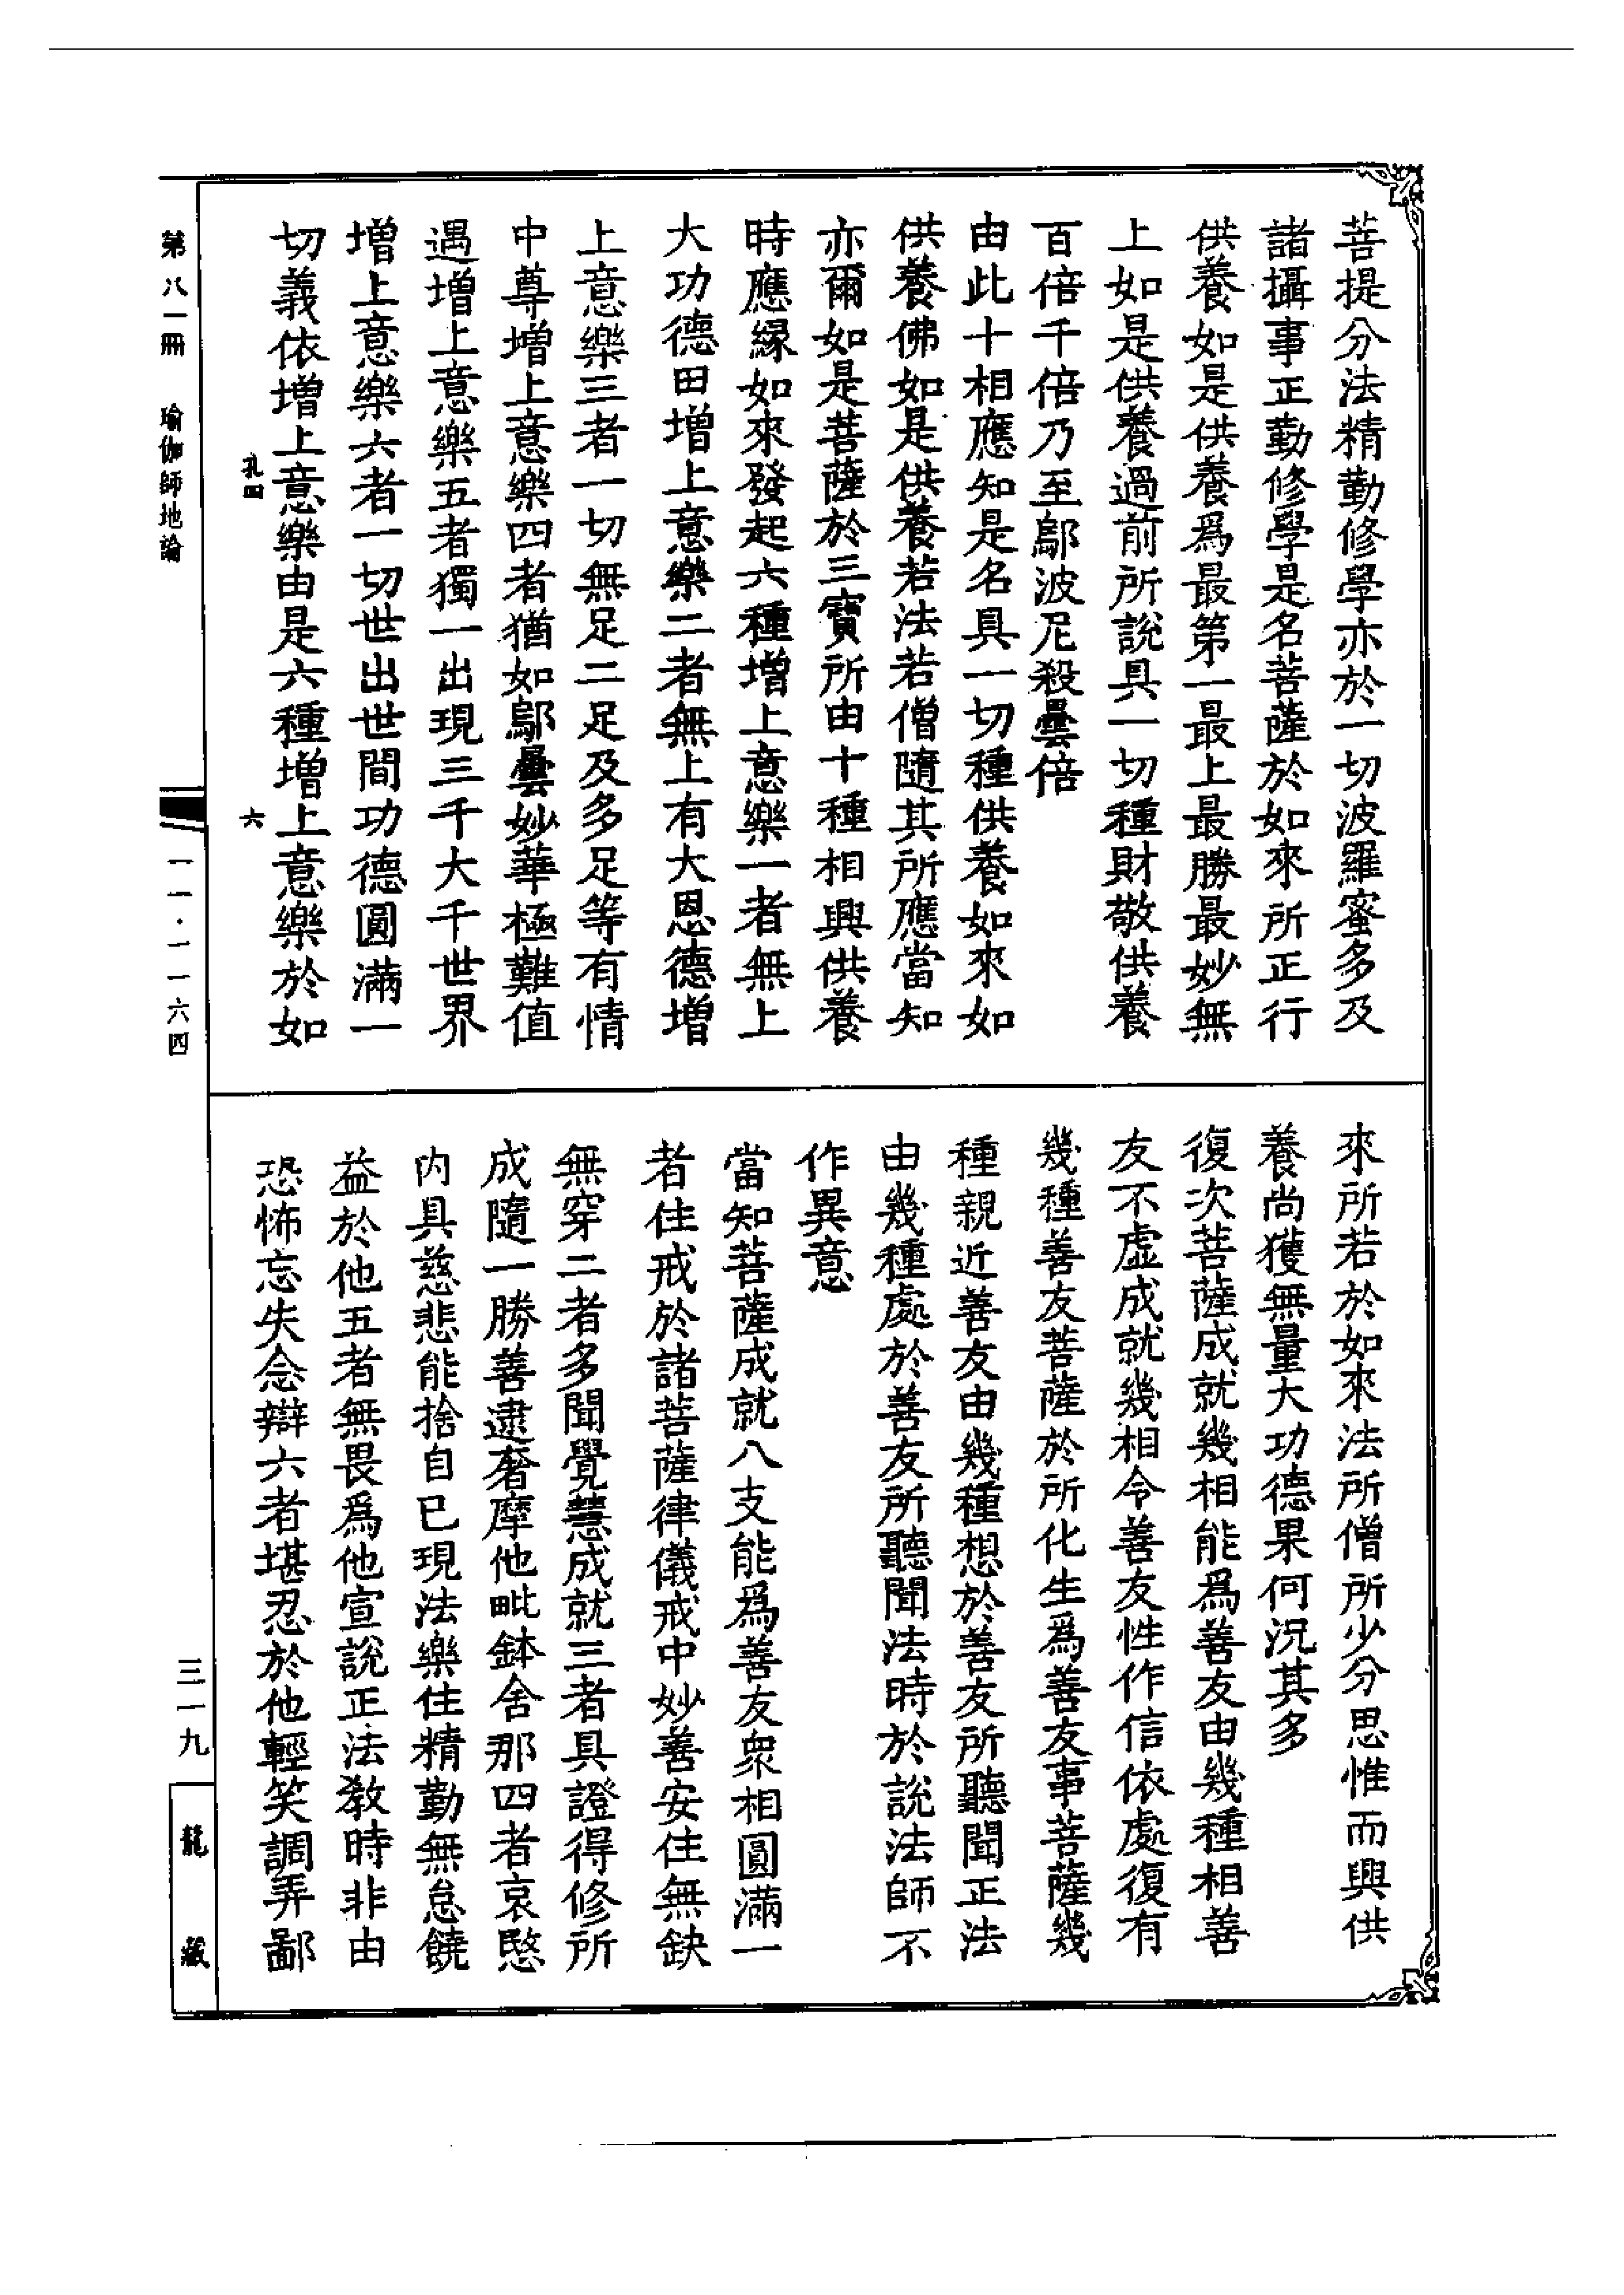 菩提分法精勤修學亦於一切波羅蜜多及
諸攝事正勤修學是名菩薩於如來所正行
供養如是供養爲最第一最上最勝最妙無
上如是供養過前所說具一切種財敬供養
百倍千倍乃至鄔波尼殺曇倍
由此十相應知是名具一切種供養如來如
供養佛如是供養若法若僧隨其所應當知
亦爾如是菩薩於三寶所由十種相興供養
時應緣如來發起六種增上意樂一者無上
大功德田增上意樂二者無上有大恩德增
上意樂三者一切無足二足及多足等有情
中尊增上意樂四者猶如鄔曇妙華極難值
遇增上意樂五者獨一出現三千大千世界
增上意樂六者一切世出世間功德圓滿一
切義依增上意樂由是六種增上意樂於如
孔四 六
來所若於如來法所僧所少分思惟而興供
養尚獲無量大功德果何況其多
復次菩薩成就幾相能爲善友由幾種相善
友不虛成就幾相令善友性作信依處復有
幾種善友菩薩於所化生爲善友事菩薩幾
種親近善友由幾種想於善友所聽聞正法
由幾種處於善友所聽聞法時於說法師不
作異意
當知菩薩成就八支能爲善友衆相圓滿一
者住戒於諸菩薩律儀戒中妙善安住無缺
無穿二者多聞覺慧成就三者具證得修所
成隨一勝善逮奢摩他毗鉢舍那四者哀愍
內具慈悲能捨自已現法樂住精勤無怠饒
益於他五者無畏爲他宣說正法教時非由
恐怖忘失念辯六者堪忍於他輕笑調弄鄙
第八一冊 瑜伽師地論 一一·一一六四 三一九 龍藏